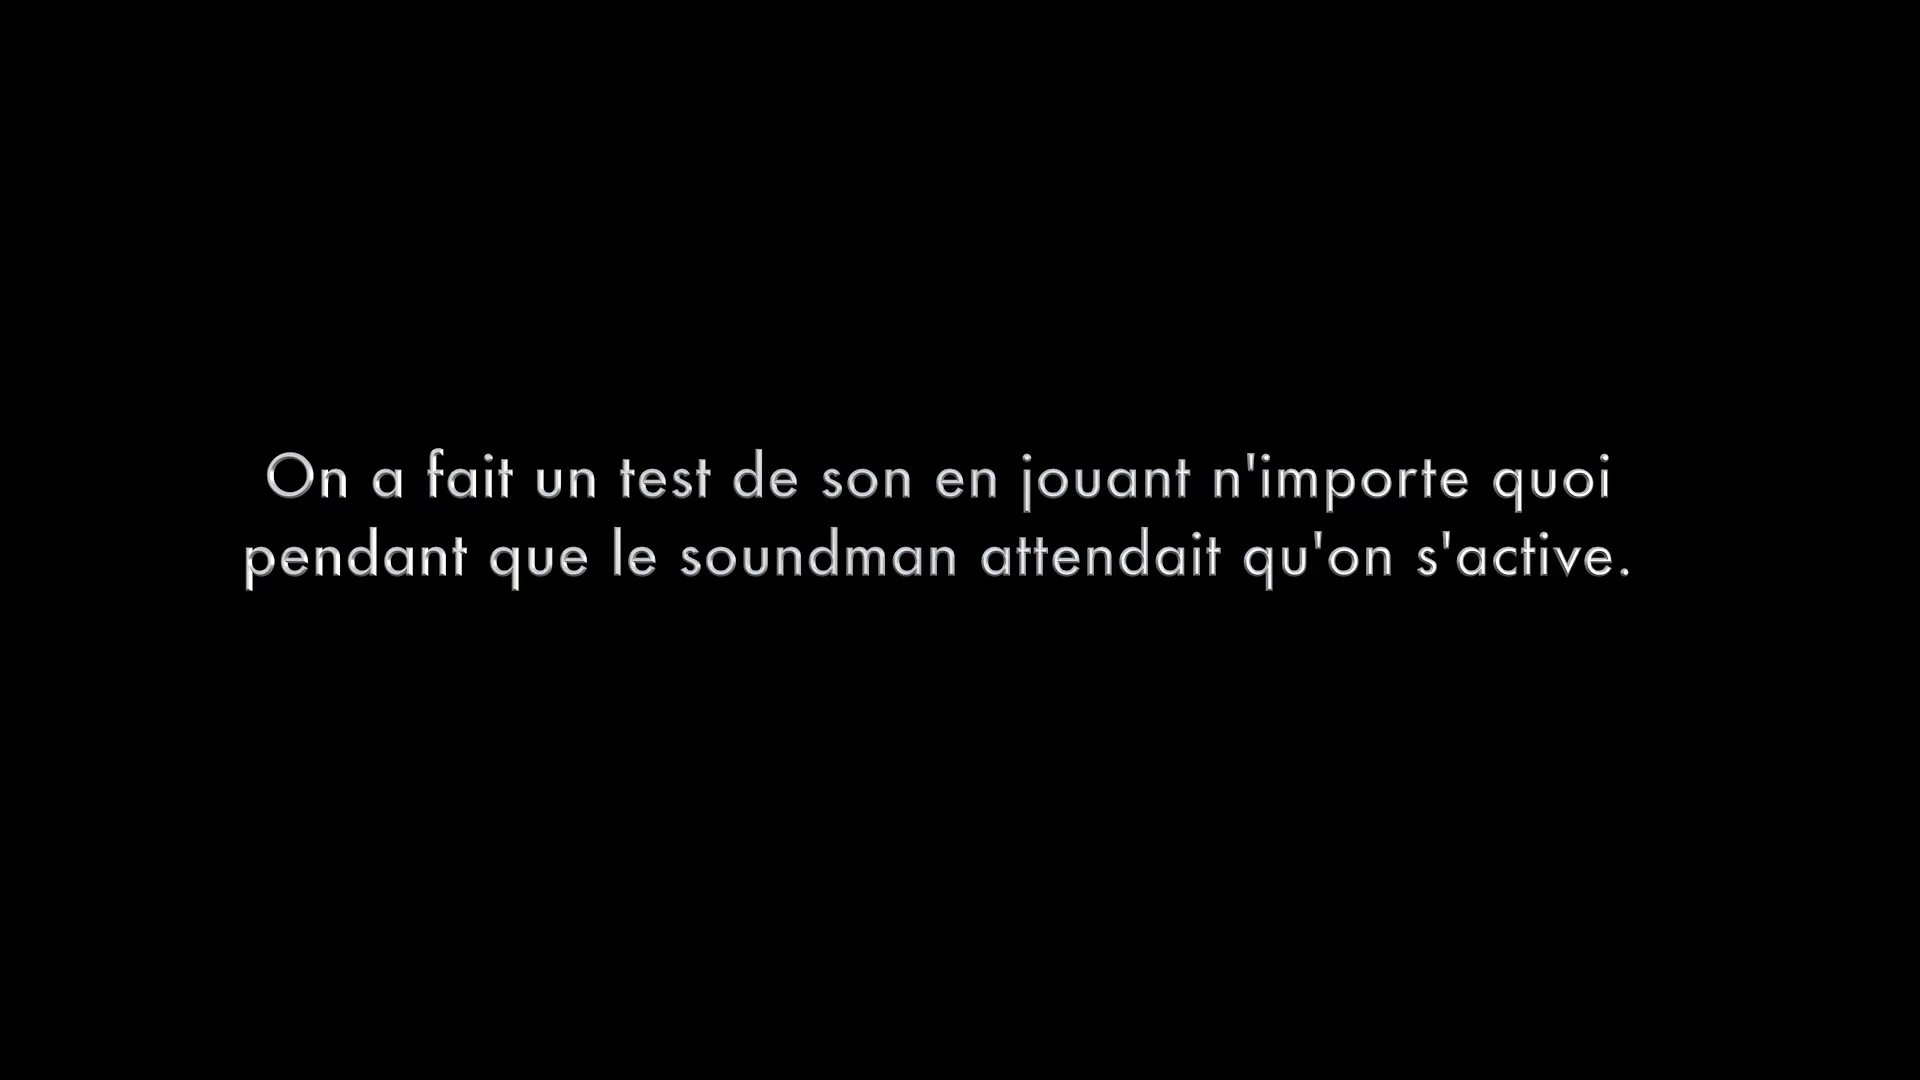 On a fait un test de son en jouant n'importe quoi
pendant que le soundman attendait qu'on s'active.